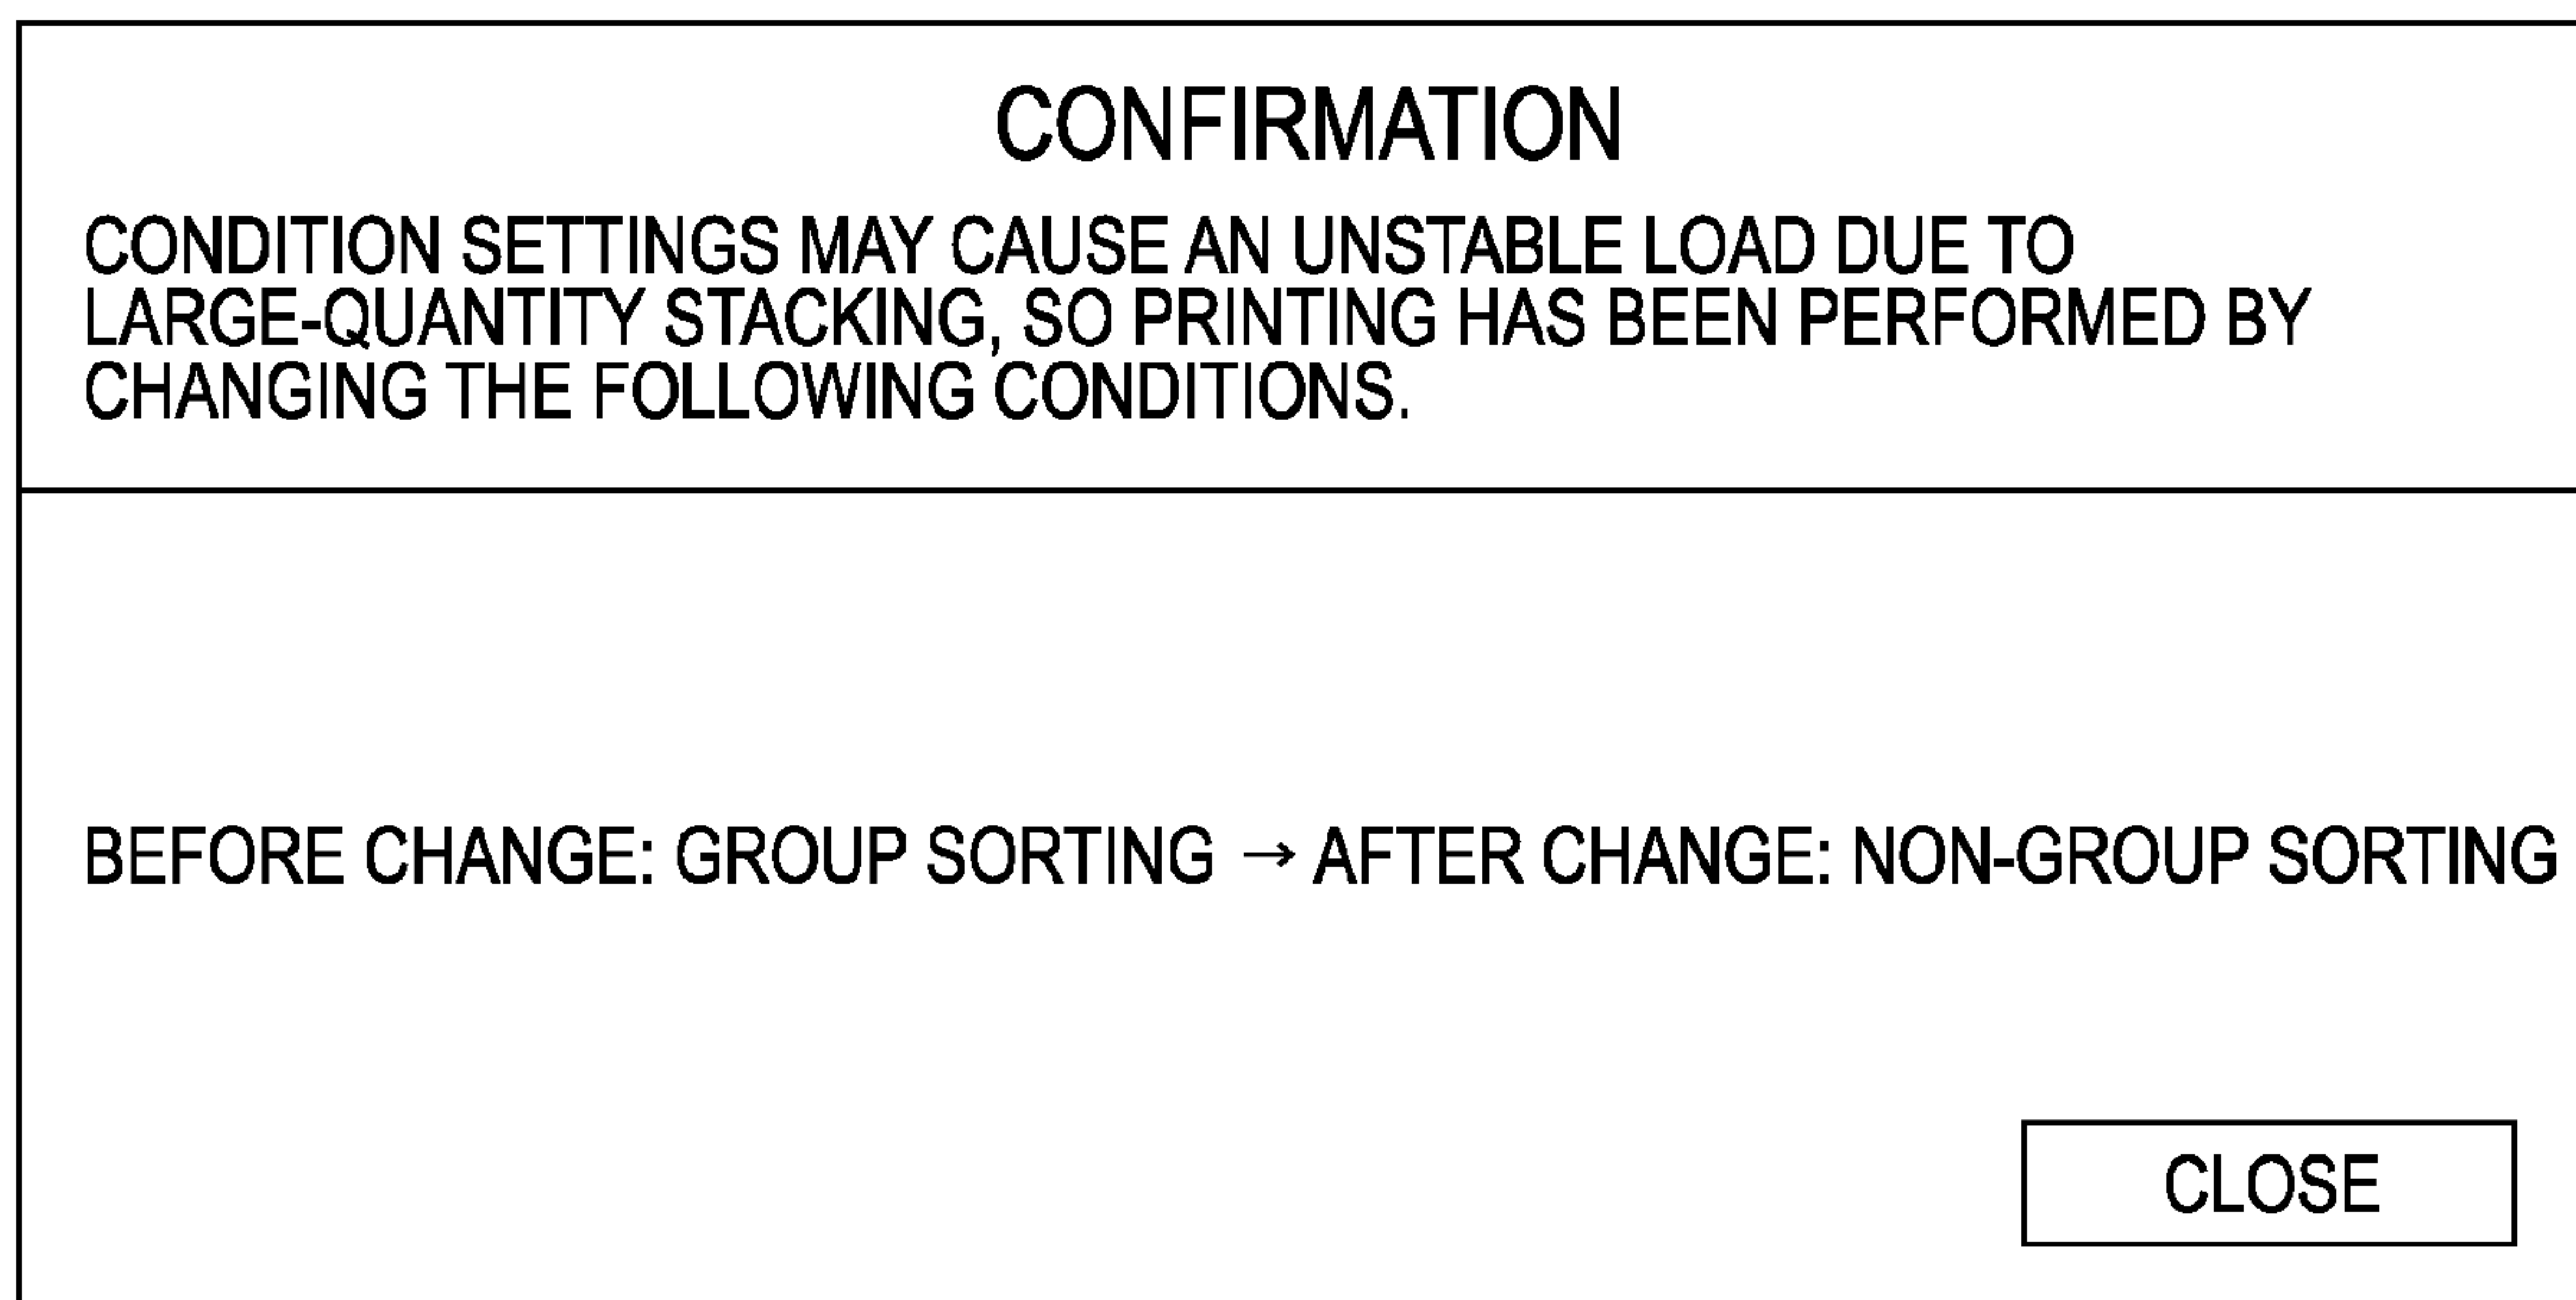 CONFIRMATION
CONDITION SETTINGS MAY CAUSE AN UNSTABLE LOAD DUE TO
LARGE-QUANTITY STACKING, SO PRINTING HAS BEEN PERFORMED BY
CHANGING THE FOLLOWING CONDITIONS.
BEFORE CHANGE: GROUP SORTING → AFTER CHANGE: NON-GROUP SORTING
CLOSE